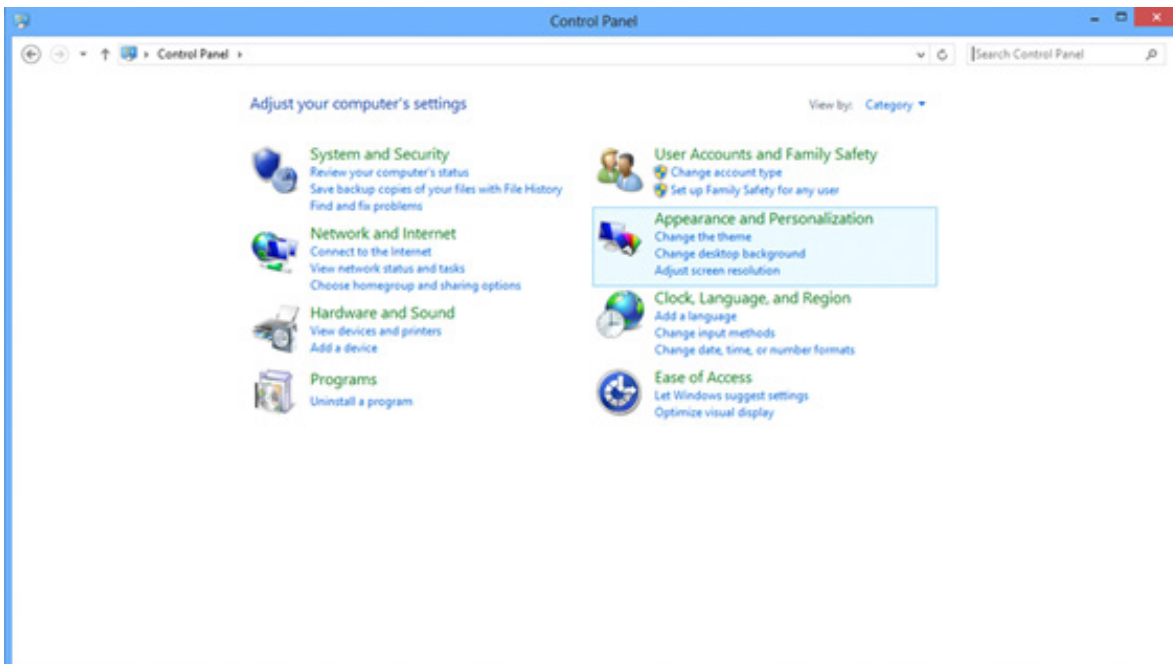 Control Panel
Control Panel
Search Control Panel
Adjust your computer's settings
View by: Category
System and Security
Review your computer's status
Save backup copies of your files with File History
Find and fix problems
Network and Internet
Connect to the Internet
View network status and tasks
Choose homegroup and sharing options
Hardware and Sound
View devices and printers
Add a device
Programs
Uninstall a program
User Accounts and Family Safety
Change account type
Set up Family Safety for any user
Appearance and Personalization
Change the theme
Change desktop background
Adjust screen resolution
Clock, Language, and Region
Add a language
Change input methods
Change date, time, or number formats
Ease of Access
Let Windows suggest settings
Optimize visual display